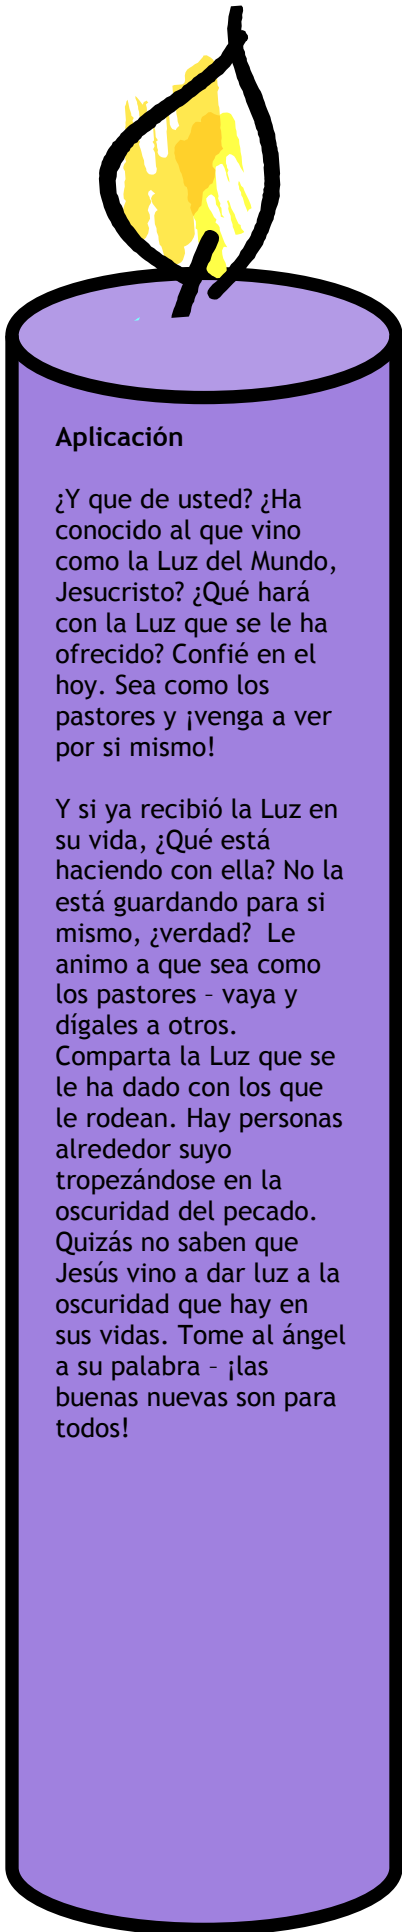 Aplicación
¿Y que de usted? ¿Ha
conocido al que vino
como la Luz del Mundo,
Jesucristo? ¿Qué hará
con la Luz que se le ha
ofrecido? Confié en el
hoy. Sea como los
pastores y ¡venga a ver
por si mismo!
Y si ya recibió la Luz en
su vida, ¿Qué está
haciendo con ella? No la
está guardando para si
mismo, ¿verdad?  Le
animo a que sea como
los pastores – vaya y
dígales a otros.
Comparta la Luz que se
le ha dado con los que
le rodean. Hay personas
alrededor suyo
tropezándose en la
oscuridad del pecado.
Quizás no saben que
Jesús vino a dar luz a la
oscuridad que hay en
sus vidas. Tome al ángel
a su palabra – ¡las
buenas nuevas son para
todos!